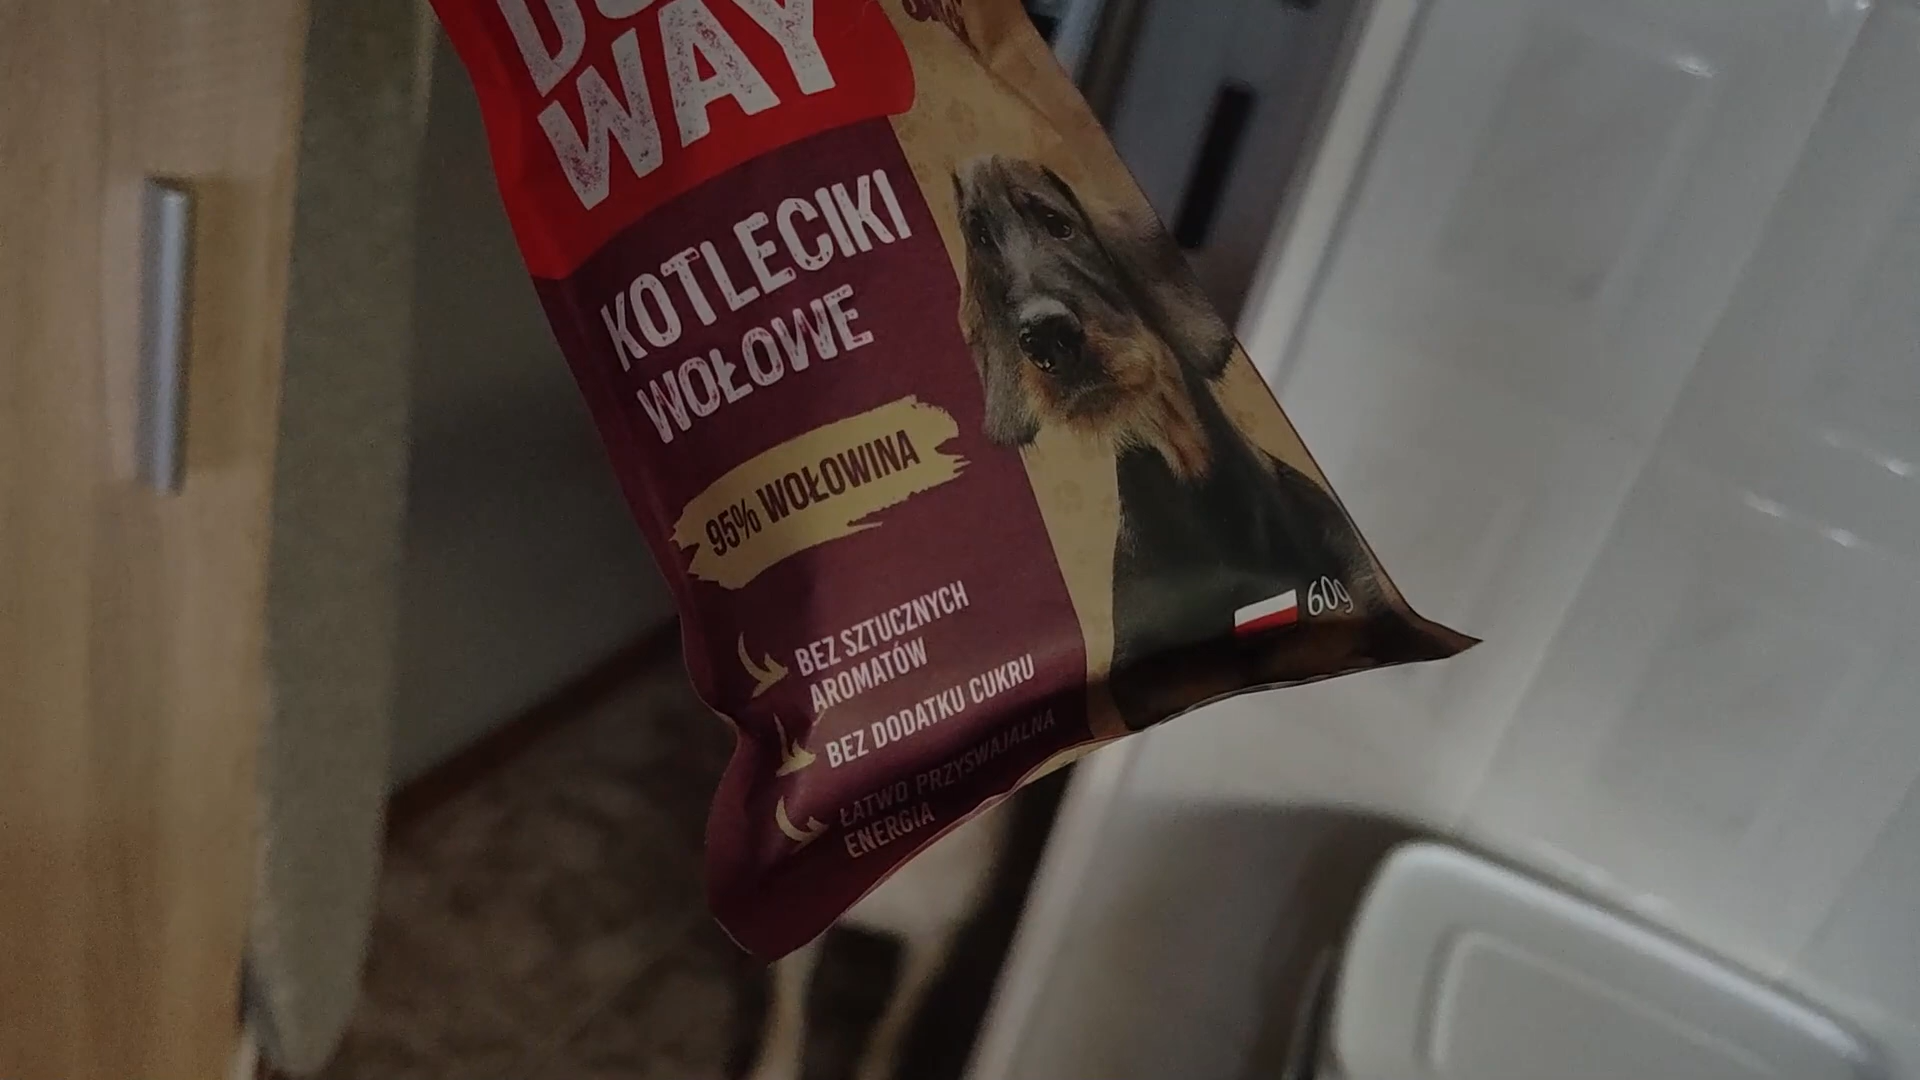 WAY
KOTLECIKI
WOŁOWE
95% WOŁOWINA
BEZ SZTUCZNYCH
AROMATÓW
BEZ DODATKU CUKRU
ŁATWO PRZYSWAJALNA
ENERGIA
60g